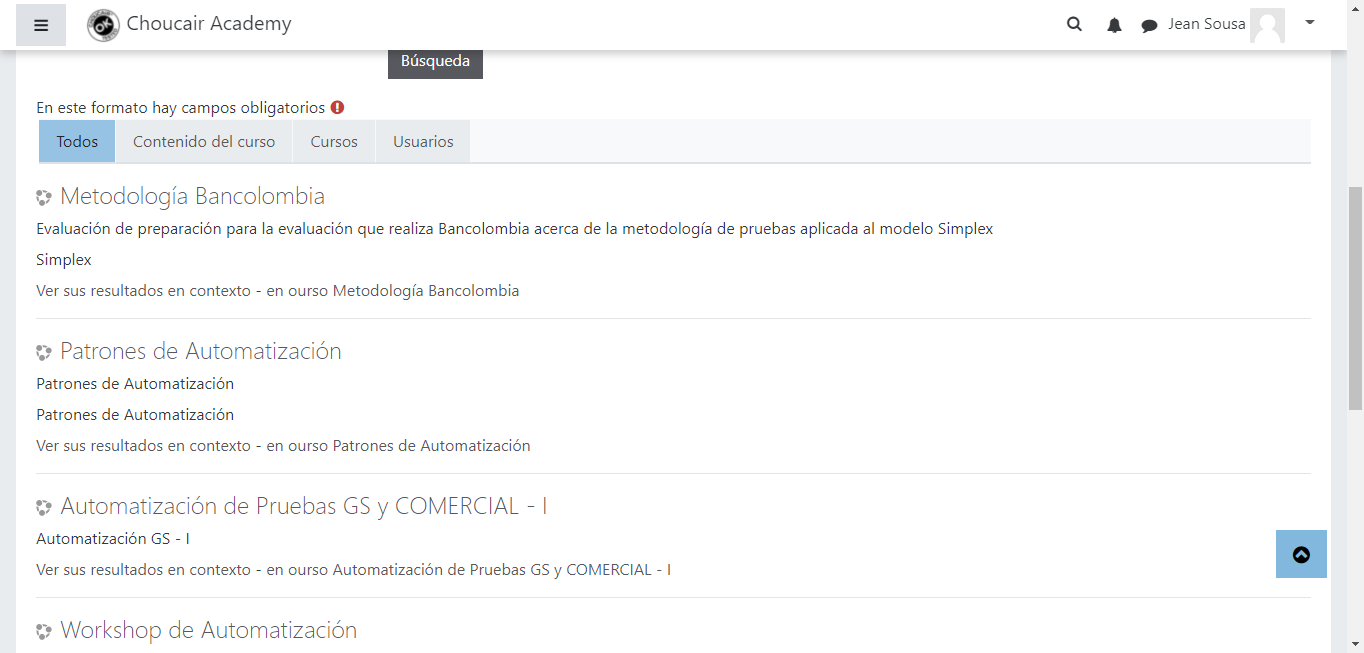 Choucair Academy
Jean Sousa
Búsqueda
En este formato hay campos obligatorios
Todos
Contenido del curso
Cursos
Usuarios
Metodología Bancolombia
Evaluación de preparación para la evaluación que realiza Bancolombia acerca de la metodología de pruebas aplicada al modelo Simplex
Simplex
Ver sus resultados en contexto - en ourso Metodología Bancolombia
Patrones de Automatización
Patrones de Automatización
Patrones de Automatización
Ver sus resultados en contexto - en ourso Patrones de Automatización
Automatización de Pruebas GS y COMERCIAL - I
Automatización GS - I
Ver sus resultados en contexto - en ourso Automatización de Pruebas GS y COMERCIAL - I
Workshop de Automatización